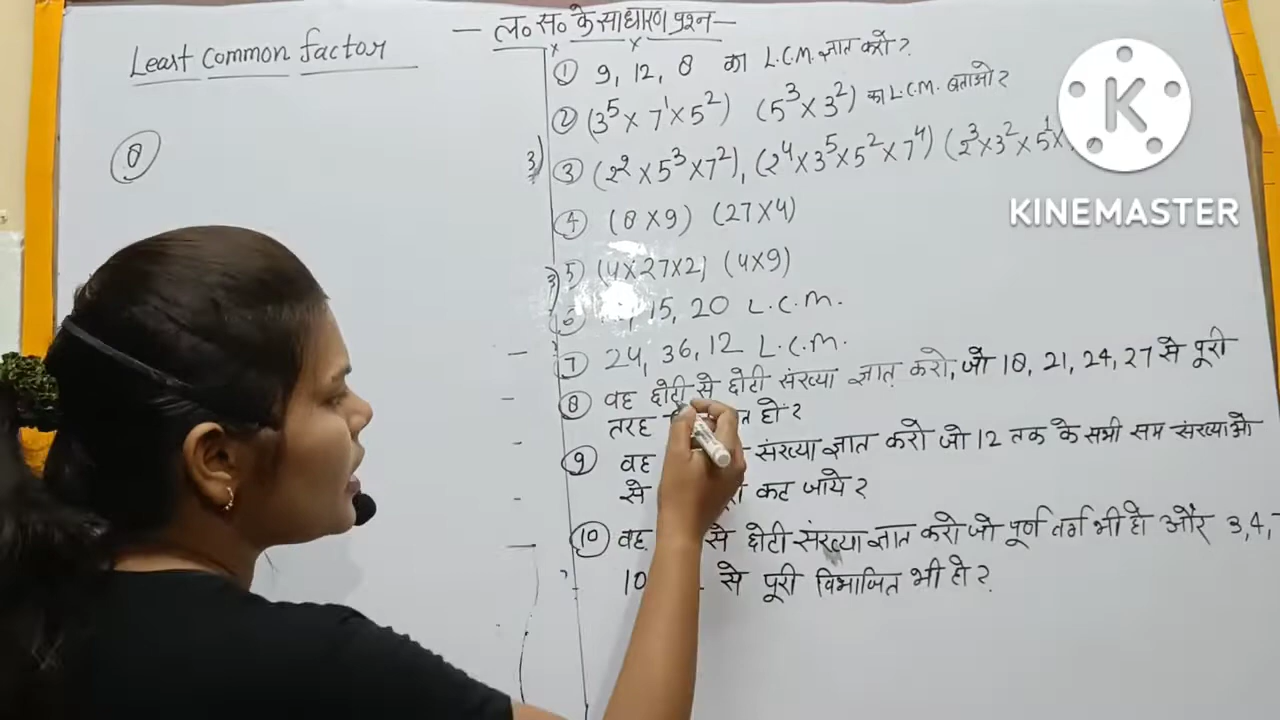 Least common factor
⑧
— ल॰ स॰ के साधारण प्रश्न —
① 9, 12, 8 का L.C.M. ज्ञात करो ?
② (3⁵ × 7¹ × 5²) (5³ × 3²) का L.C.M. बताओ ?
③ (2² × 5³ × 7²), (2⁴ × 3⁵ × 5² × 7⁴) (2³ × 3² × 5¹ ×
④ (8 × 9) (27 × 4)
5) (4 × 27 × 2) (4 × 9)
⑥ 15, 20 L.C.M.
⑦ 24, 36, 12 L.C.M.
⑧ वह छोटी से छोटी संख्या ज्ञात करो, जो 18, 21, 24, 27 से पूरी
तरह हो ?
⑨ वह संख्या ज्ञात करो जो 12 तक के सभी सम संख्याओ
से कट जाये ?
⑩ वह से छोटी संख्या ज्ञात करो जो पूर्ण वर्ग भी हो और 3, 4,
10 से पूरी विभाजित भी हो ?
K
KINEMASTER